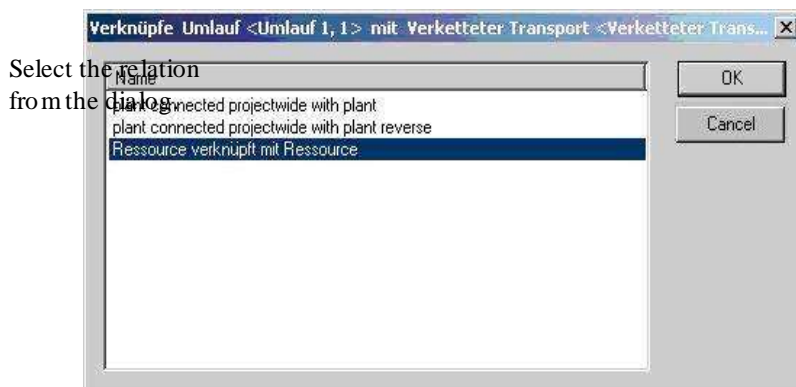 Verknüpfe Umlauf <Umlauf 1, 1> mit Verketteter Transport <Verketteter Trans...
Select the relation
from the dialog.
Name
plant connected projectwide with plant
plant connected projectwide with plant reverse
Ressource verknüpft mit Ressource
OK
Cancel